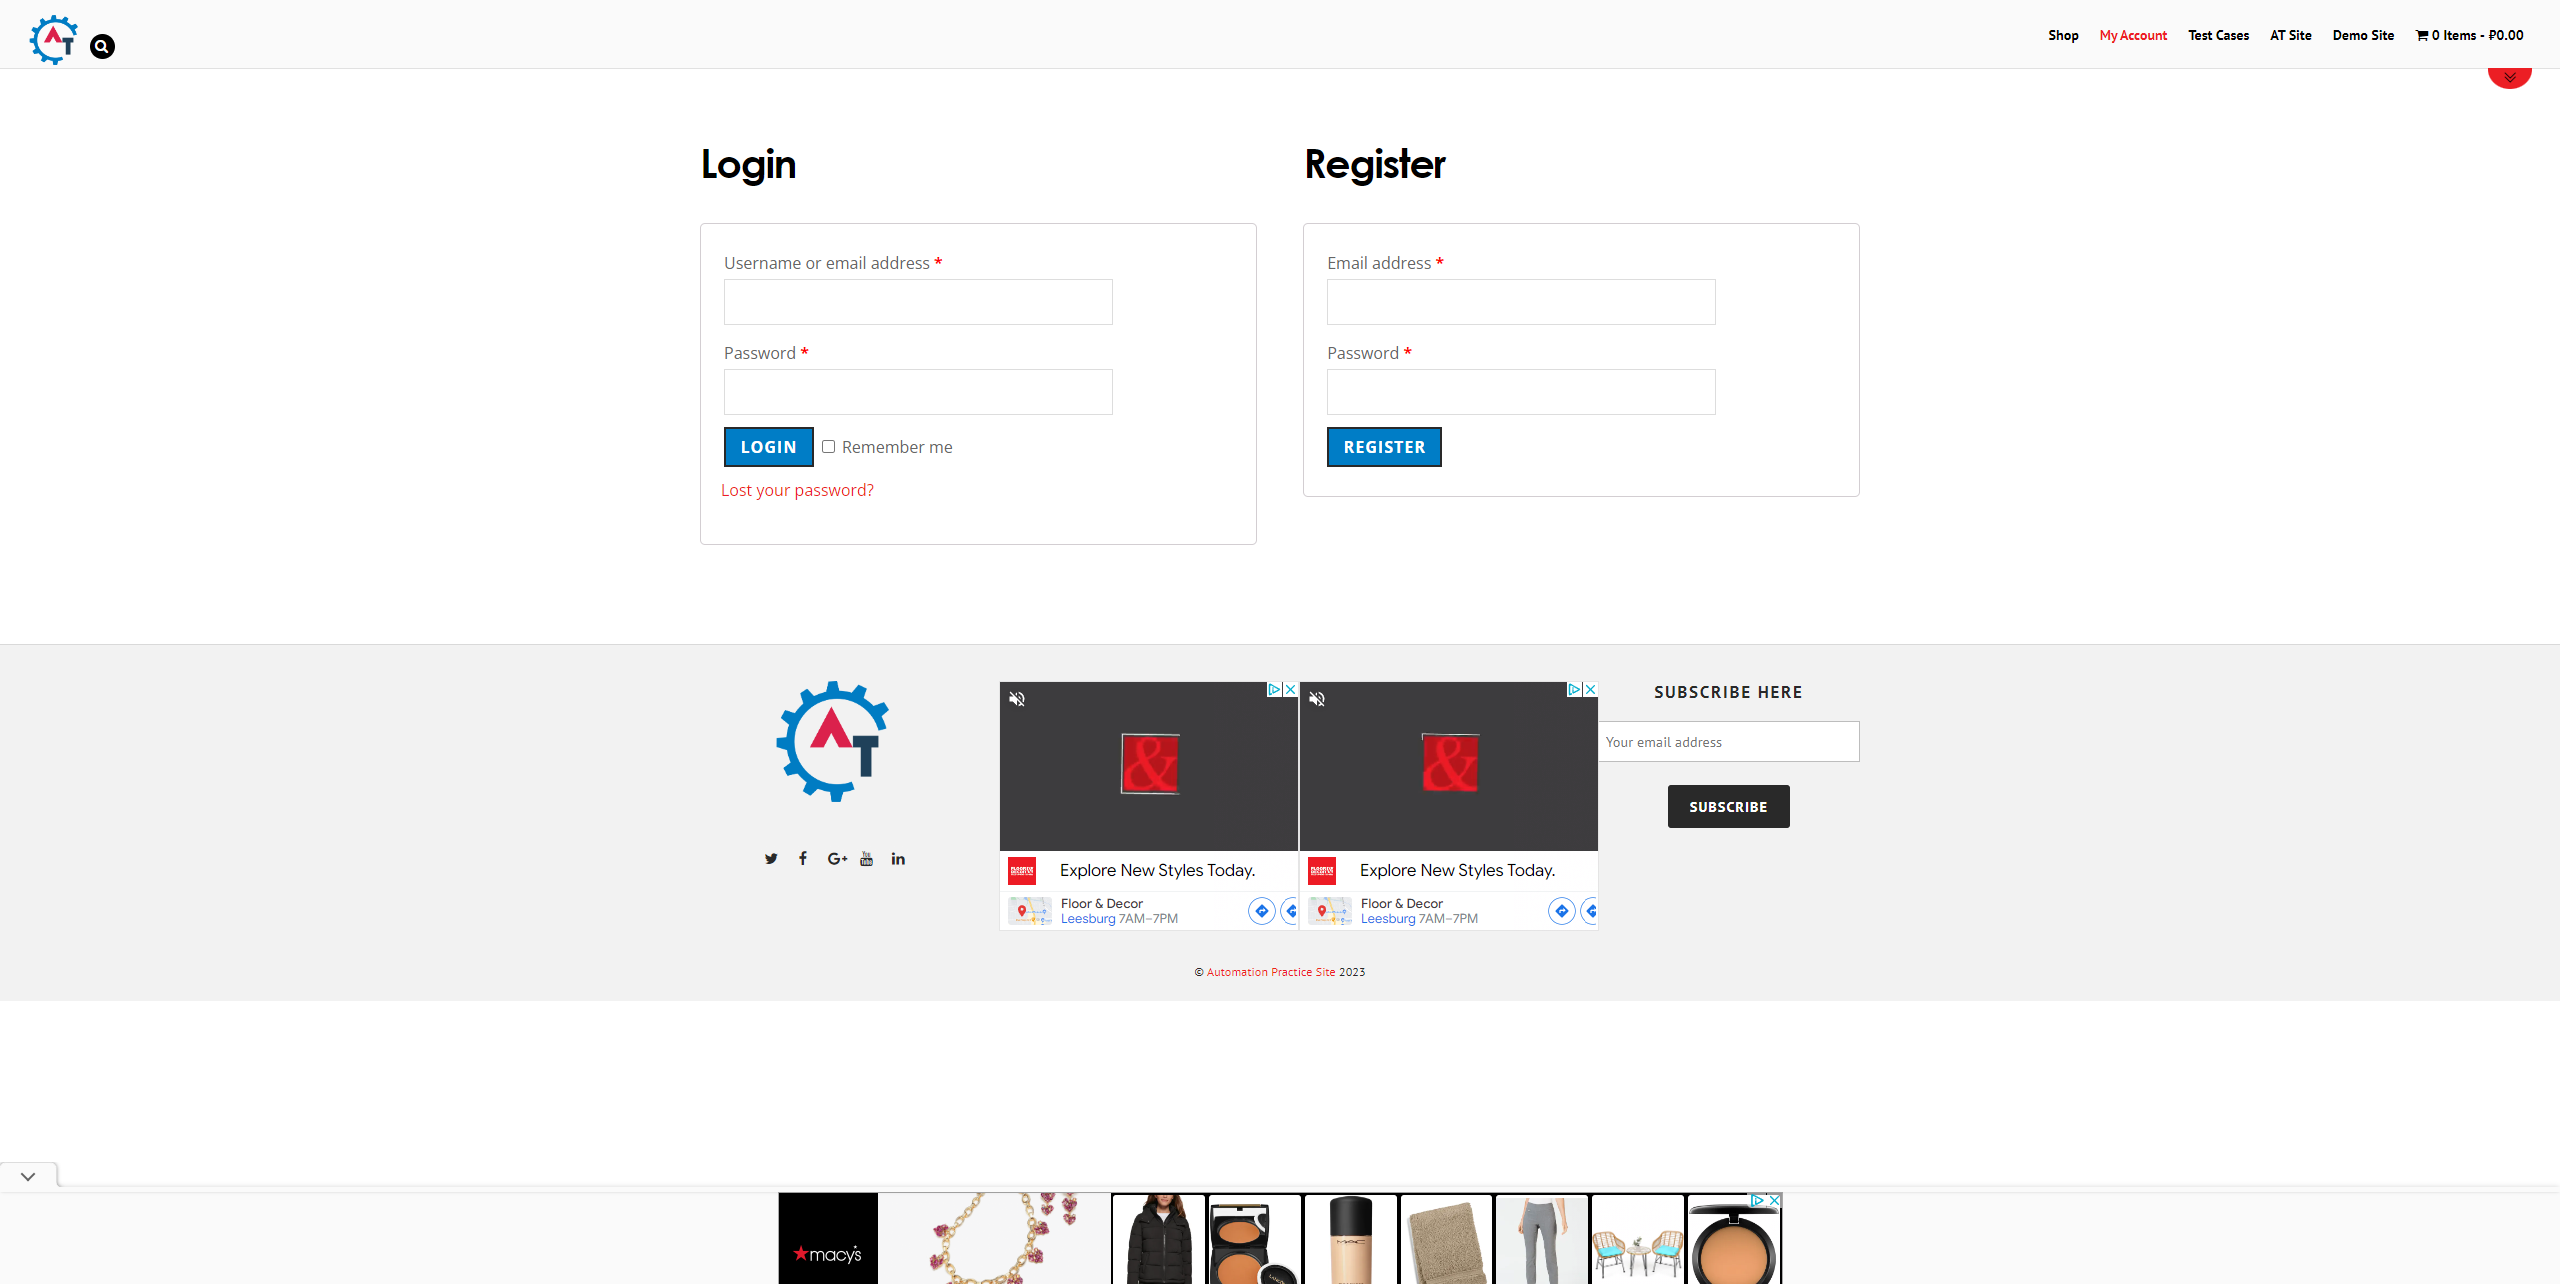 AT
Shop
My Account
Test Cases
AT Site
Demo Site
0 Items - ₽0.00
Login
Register
Username or email address *
Password *
LOGIN
Remember me
Lost your password?
Email address *
Password *
REGISTER
AT
&
Explore New Styles Today.
Floor & Decor
Leesburg 7AM–7PM
&
Explore New Styles Today.
Floor & Decor
Leesburg 7AM–7PM
SUBSCRIBE HERE
Your email address
SUBSCRIBE
© Automation Practice Site 2023
macy's
MAC